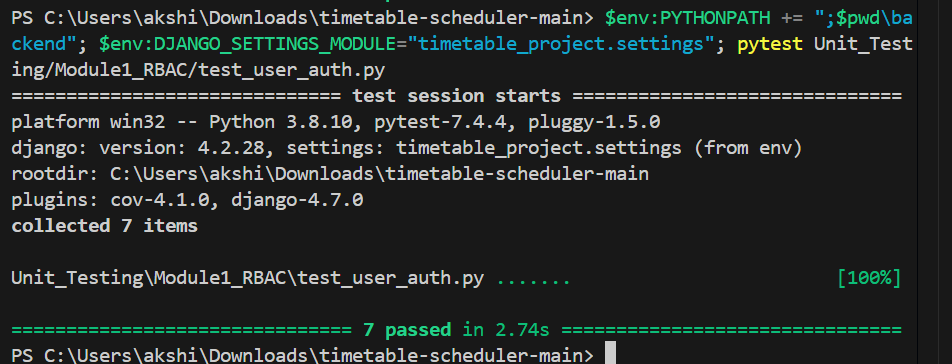 PS C:\Users\akshi\Downloads\timetable-scheduler-main> $env:PYTHONPATH += ";$pwd\ba
ckend"; $env:DJANGO_SETTINGS_MODULE="timetable_project.settings"; pytest Unit_Test
ing/Module1_RBAC/test_user_auth.py
============================= test session starts =============================
platform win32 -- Python 3.8.10, pytest-7.4.4, pluggy-1.5.0
django: version: 4.2.28, settings: timetable_project.settings (from env)
rootdir: C:\Users\akshi\Downloads\timetable-scheduler-main
plugins: cov-4.1.0, django-4.7.0
collected 7 items
Unit_Testing\Module1_RBAC\test_user_auth.py ....... [100%]
============================== 7 passed in 2.74s ==============================
PS C:\Users\akshi\Downloads\timetable-scheduler-main>